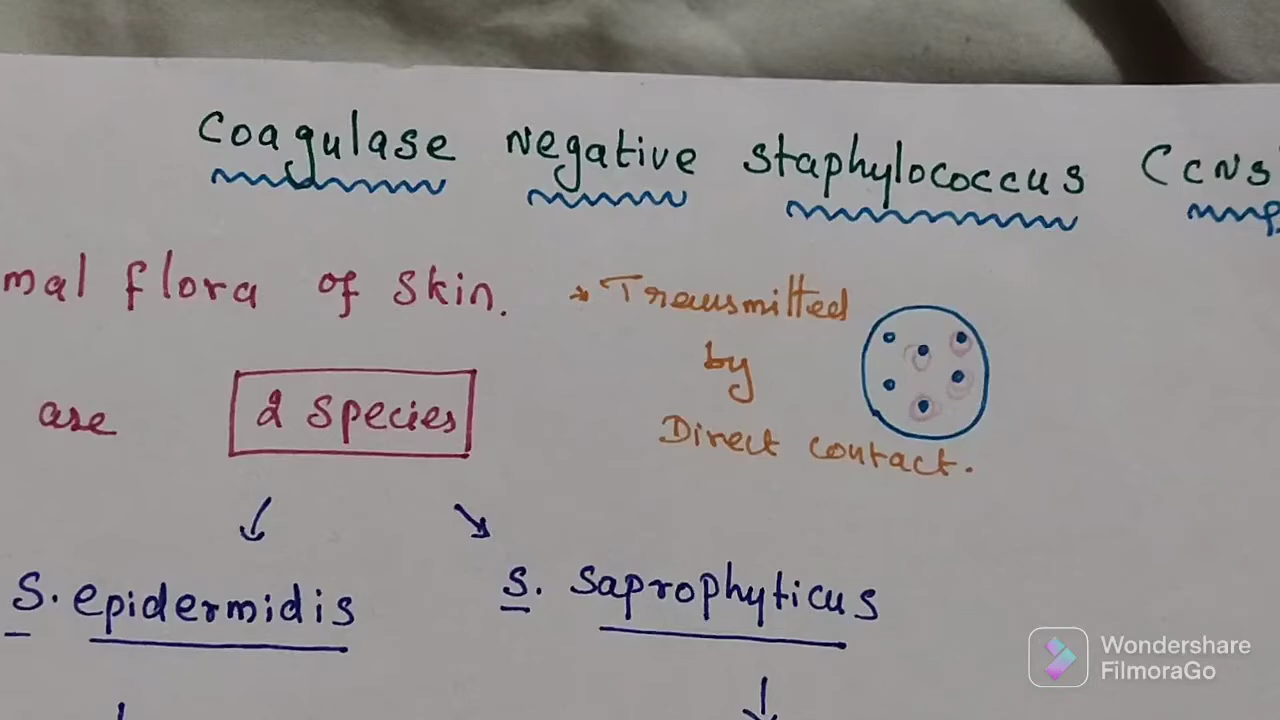 coagulase negative staphylococcus (CNS
mal flora of skin.
→ Transmitted
by
Direct contact.
are 2 species
S. epidermidis S. saprophyticus
Wondershare
FilmoraGo